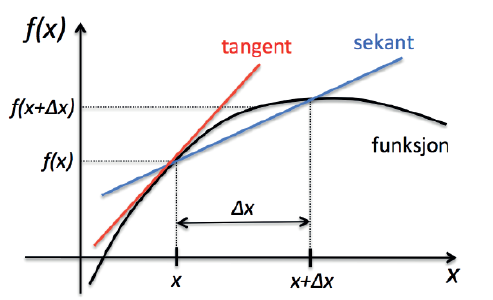 f(x)
tangent
sekant
f(x+Δx)
funksjon
f(x)
Δx
x
x+Δx
x